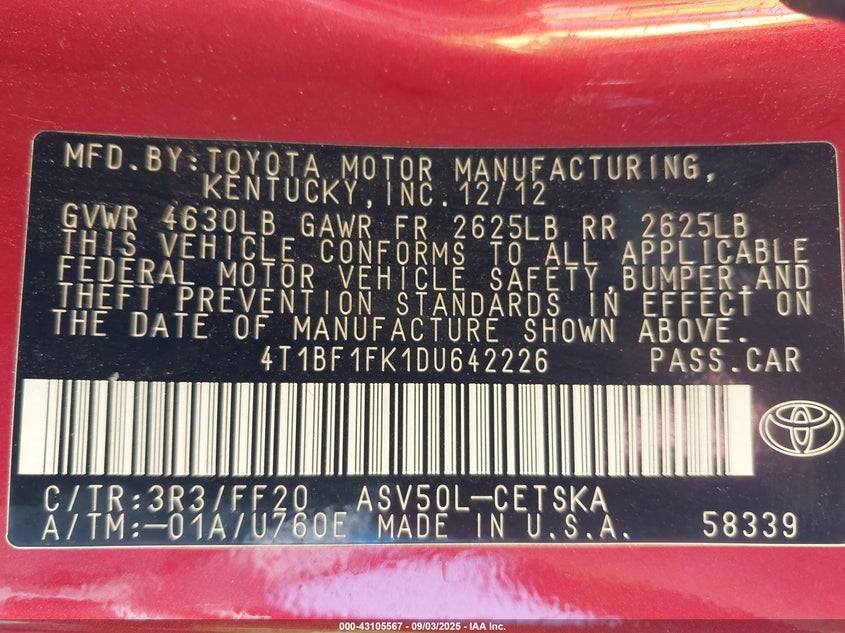 MFD.BY:TOYOTA MOTOR MANUFACTURING,
KENTUCKY,INC.12/12
GVWR 4630LB GAWR FR 2625LB RR 2625LB
THIS VEHICLE CONFORMS TO ALL APPLICABLE
FEDERAL MOTOR VEHICLE SAFETY,BUMPER,AND
THEFT PREVENTION STANDARDS IN EFFECT ON
THE DATE OF MANUFACTURE SHOWN ABOVE.
4T1BF1FK1DU642226 PASS.CAR
C/TR:3R3/FF20 ASV50L-CETSKA
A/TM:-01A/U760E MADE IN U.S.A. 58339
000-43105567 - 09/03/2025 - IAA Inc.